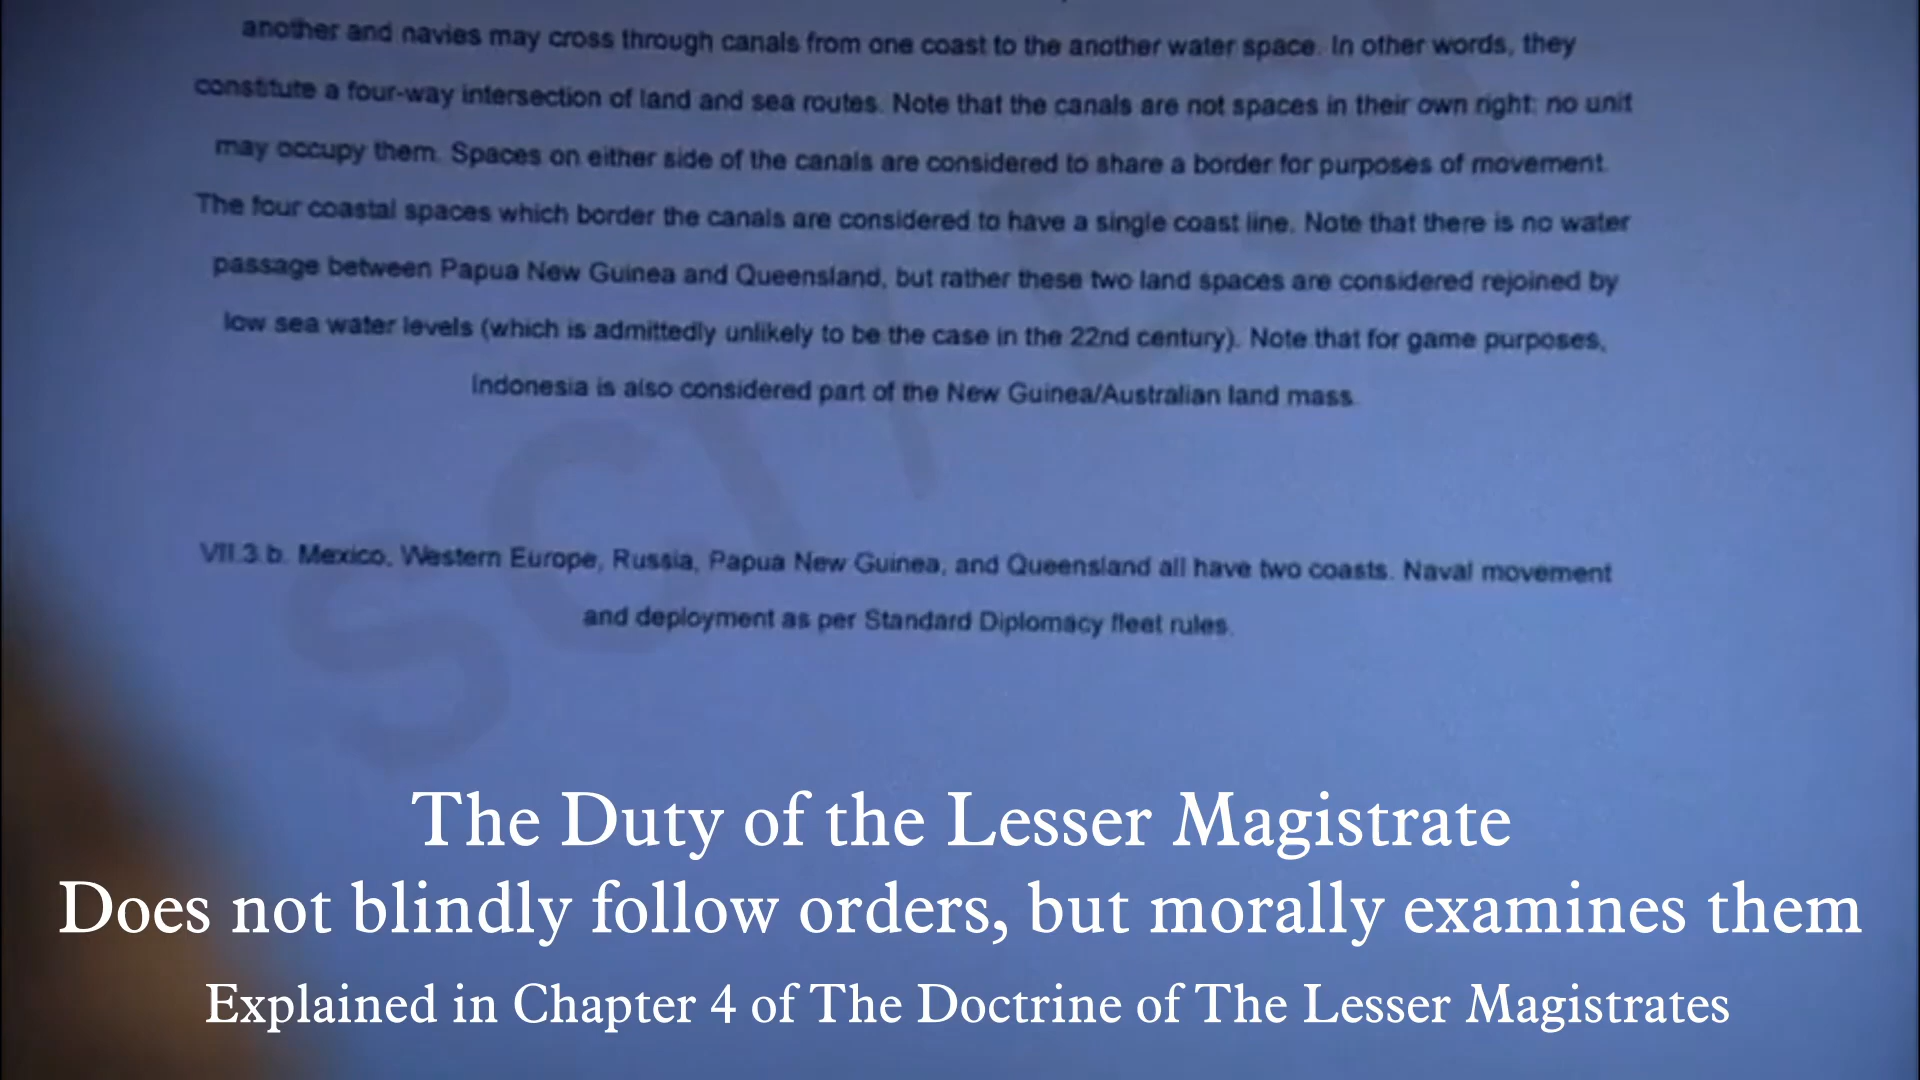 another and navies may cross through canals from one coast to the another water space. In other words, they
constitute a four-way intersection of land and sea routes. Note that the canals are not spaces in their own right: no unit
may occupy them. Spaces on either side of the canals are considered to share a border for purposes of movement.
The four coastal spaces which border the canals are considered to have a single coast line. Note that there is no water
passage between Papua New Guinea and Queensland, but rather these two land spaces are considered rejoined by
low sea water levels (which is admittedly unlikely to be the case in the 22nd century). Note that for game purposes,
Indonesia is also considered part of the New Guinea/Australian land mass.
VII.3.b. Mexico, Western Europe, Russia, Papua New Guinea, and Queensland all have two coasts. Naval movement
and deployment as per Standard Diplomacy fleet rules.
The Duty of the Lesser Magistrate
Does not blindly follow orders, but morally examines them
Explained in Chapter 4 of The Doctrine of The Lesser Magistrates